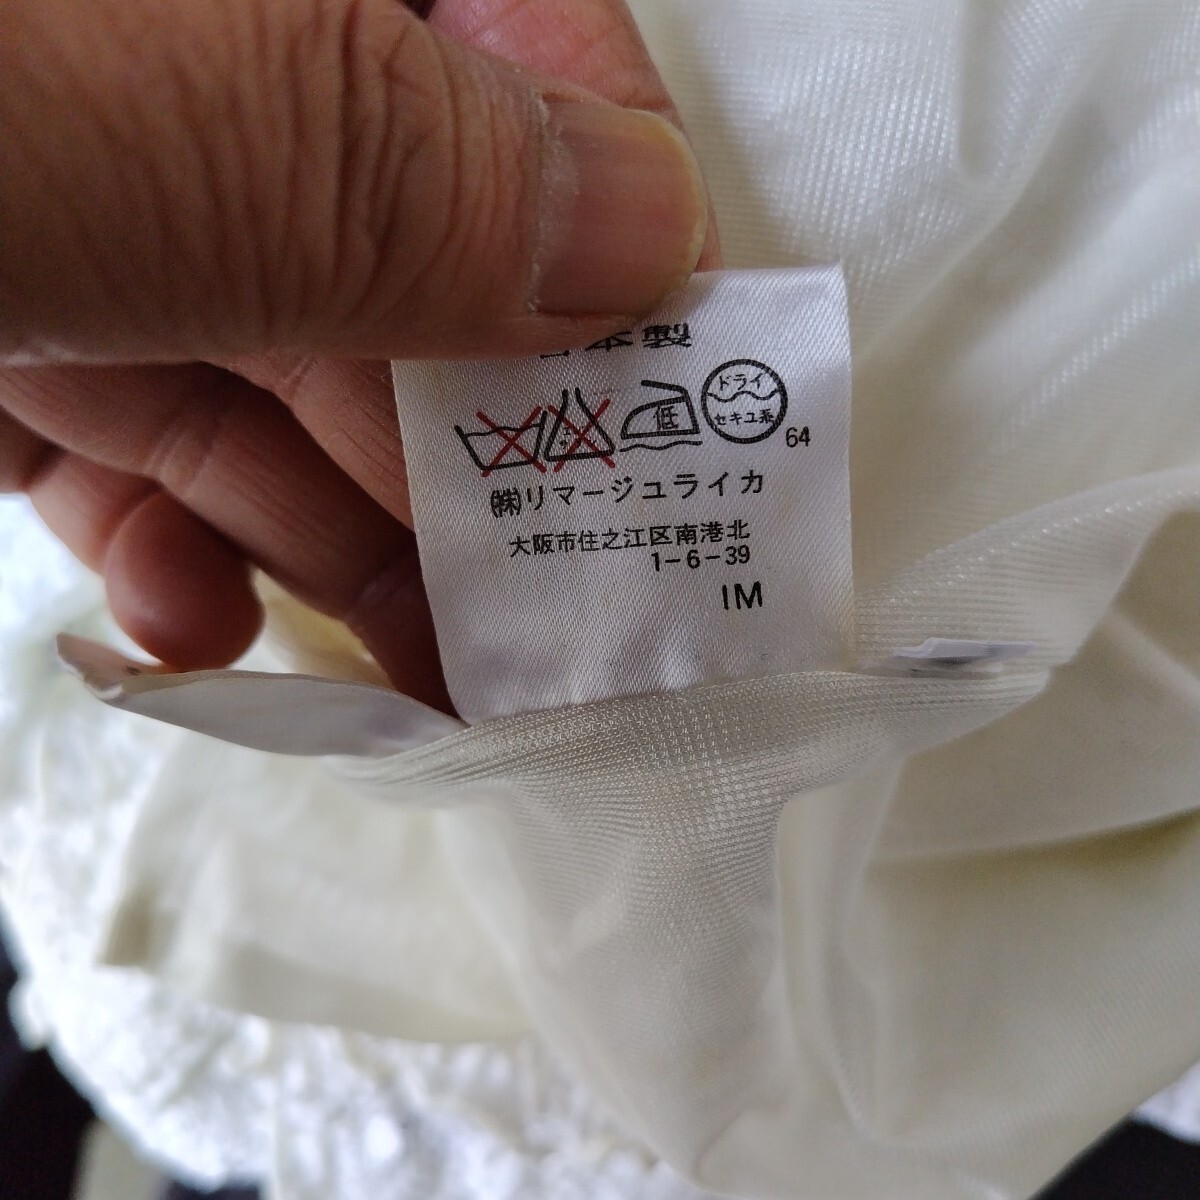 日本製
低
ドライ
セキユ系
64
㈱リマージュライカ
大阪市住之江区南港北
1-6-39
IM